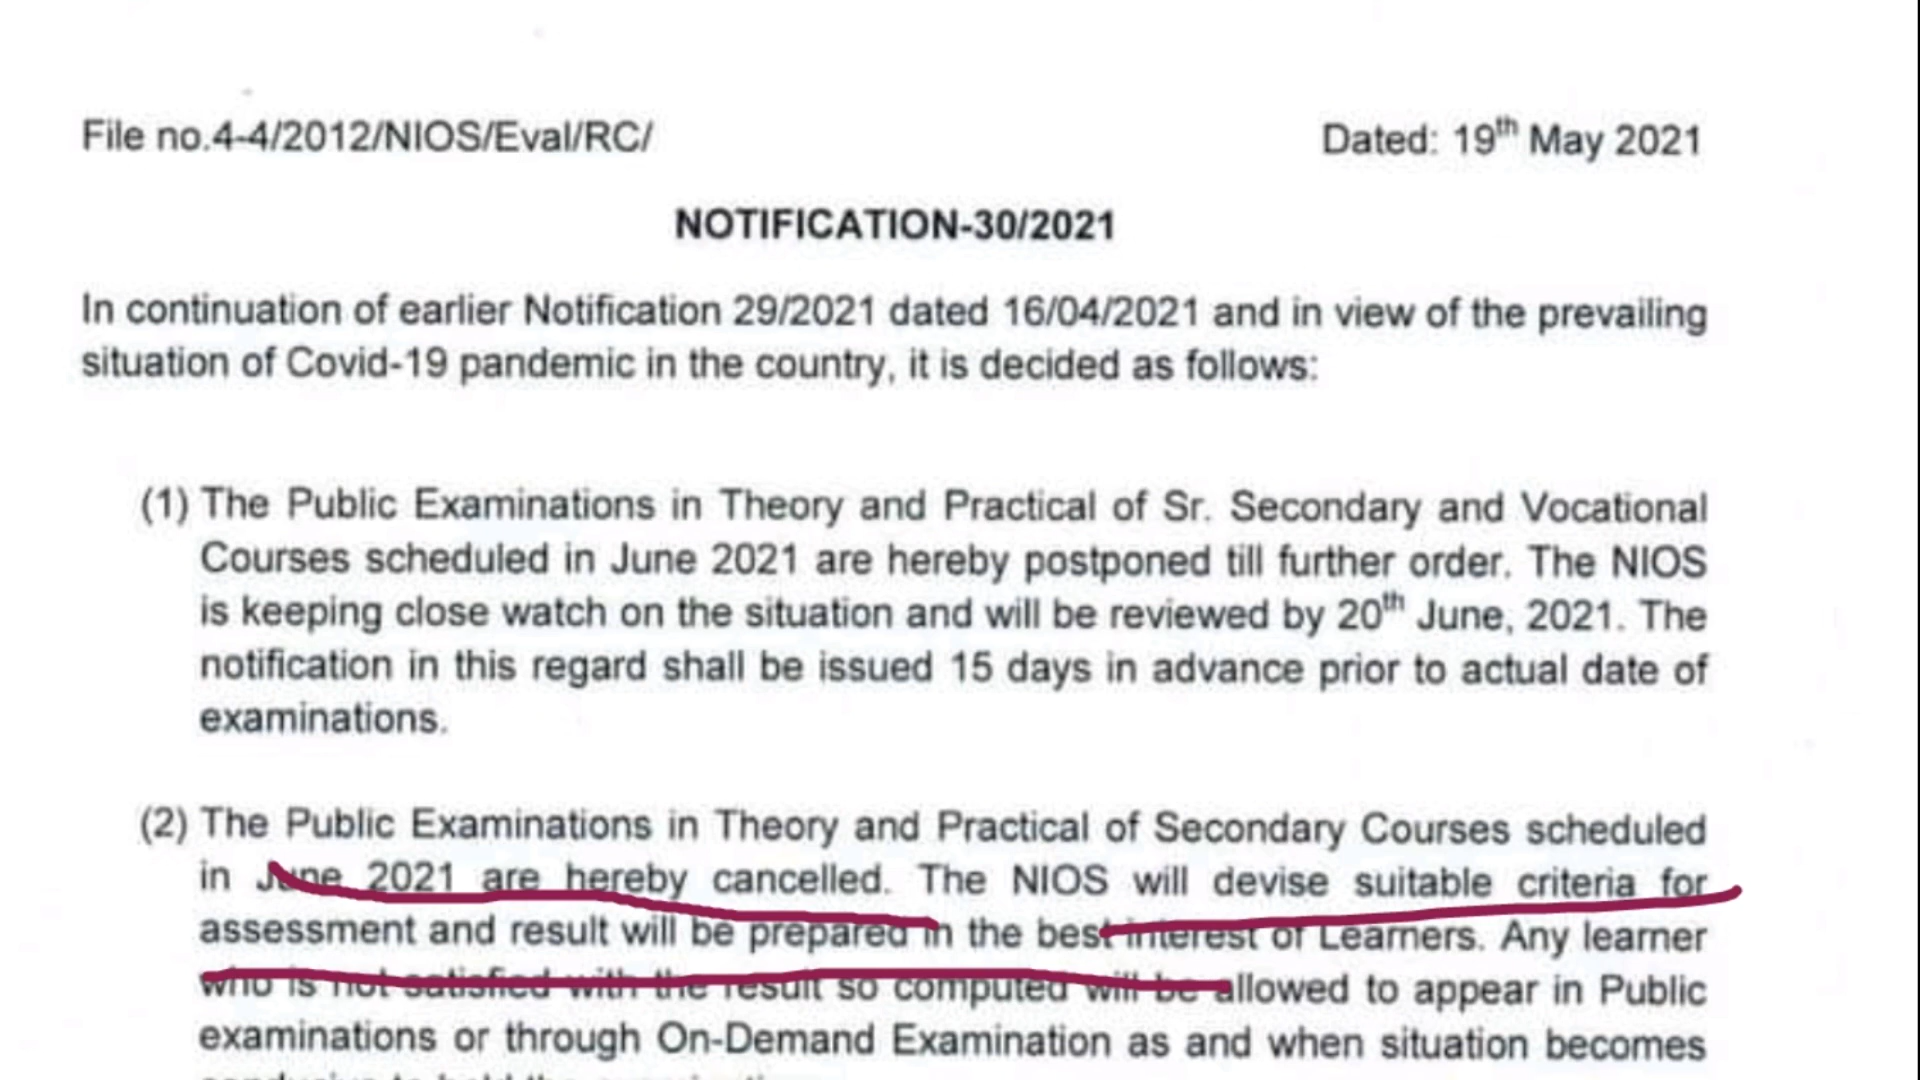 File no.4-4/2012/NIOS/Eval/RC/ Dated: 19th May 2021
NOTIFICATION-30/2021
In continuation of earlier Notification 29/2021 dated 16/04/2021 and in view of the prevailing
situation of Covid-19 pandemic in the country, it is decided as follows:
(1) The Public Examinations in Theory and Practical of Sr. Secondary and Vocational
Courses scheduled in June 2021 are hereby postponed till further order. The NIOS
is keeping close watch on the situation and will be reviewed by 20th June, 2021. The
notification in this regard shall be issued 15 days in advance prior to actual date of
examinations.
(2) The Public Examinations in Theory and Practical of Secondary Courses scheduled
in June 2021 are hereby cancelled. The NIOS will devise suitable criteria for
assessment and result will be prepared in the best interest of Learners. Any learner
who is not satisfied with the result so computed will be allowed to appear in Public
examinations or through On-Demand Examination as and when situation becomes